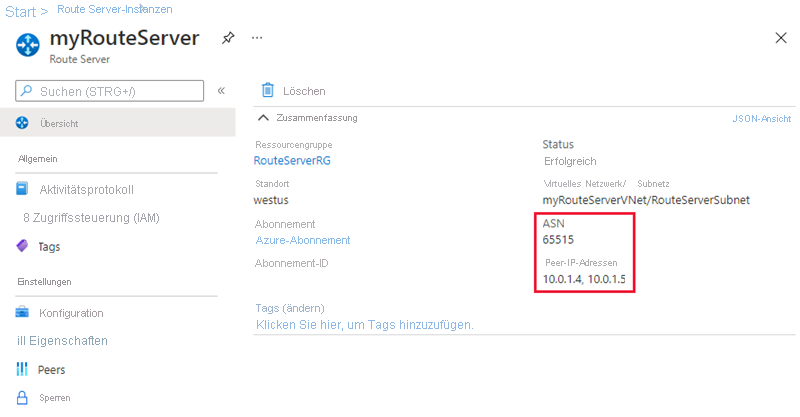 Start > Route Server-Instanzen >
myRouteServer ...
Route Server
Suchen (STRG+/) «
Übersicht
Allgemein
Aktivitätsprotokoll
8 Zugriffssteuerung (IAM)
Tags
Einstellungen
Konfiguration
ill Eigenschaften
Peers
Sperren
Löschen
Zusammenfassung JSON-Ansicht
Ressourcengruppe
RouteServerRG
Standort
westus
Abonnement
Azure-Abonnement
Abonnement-ID
Status
Erfolgreich
Virtuelles Netzwerk/ Subnetz
myRouteServerVNet/RouteServerSubnet
ASN
65515
Peer-IP-Adressen
10.0.1.4, 10.0.1.5
Tags (ändern)
Klicken Sie hier, um Tags hinzuzufügen.